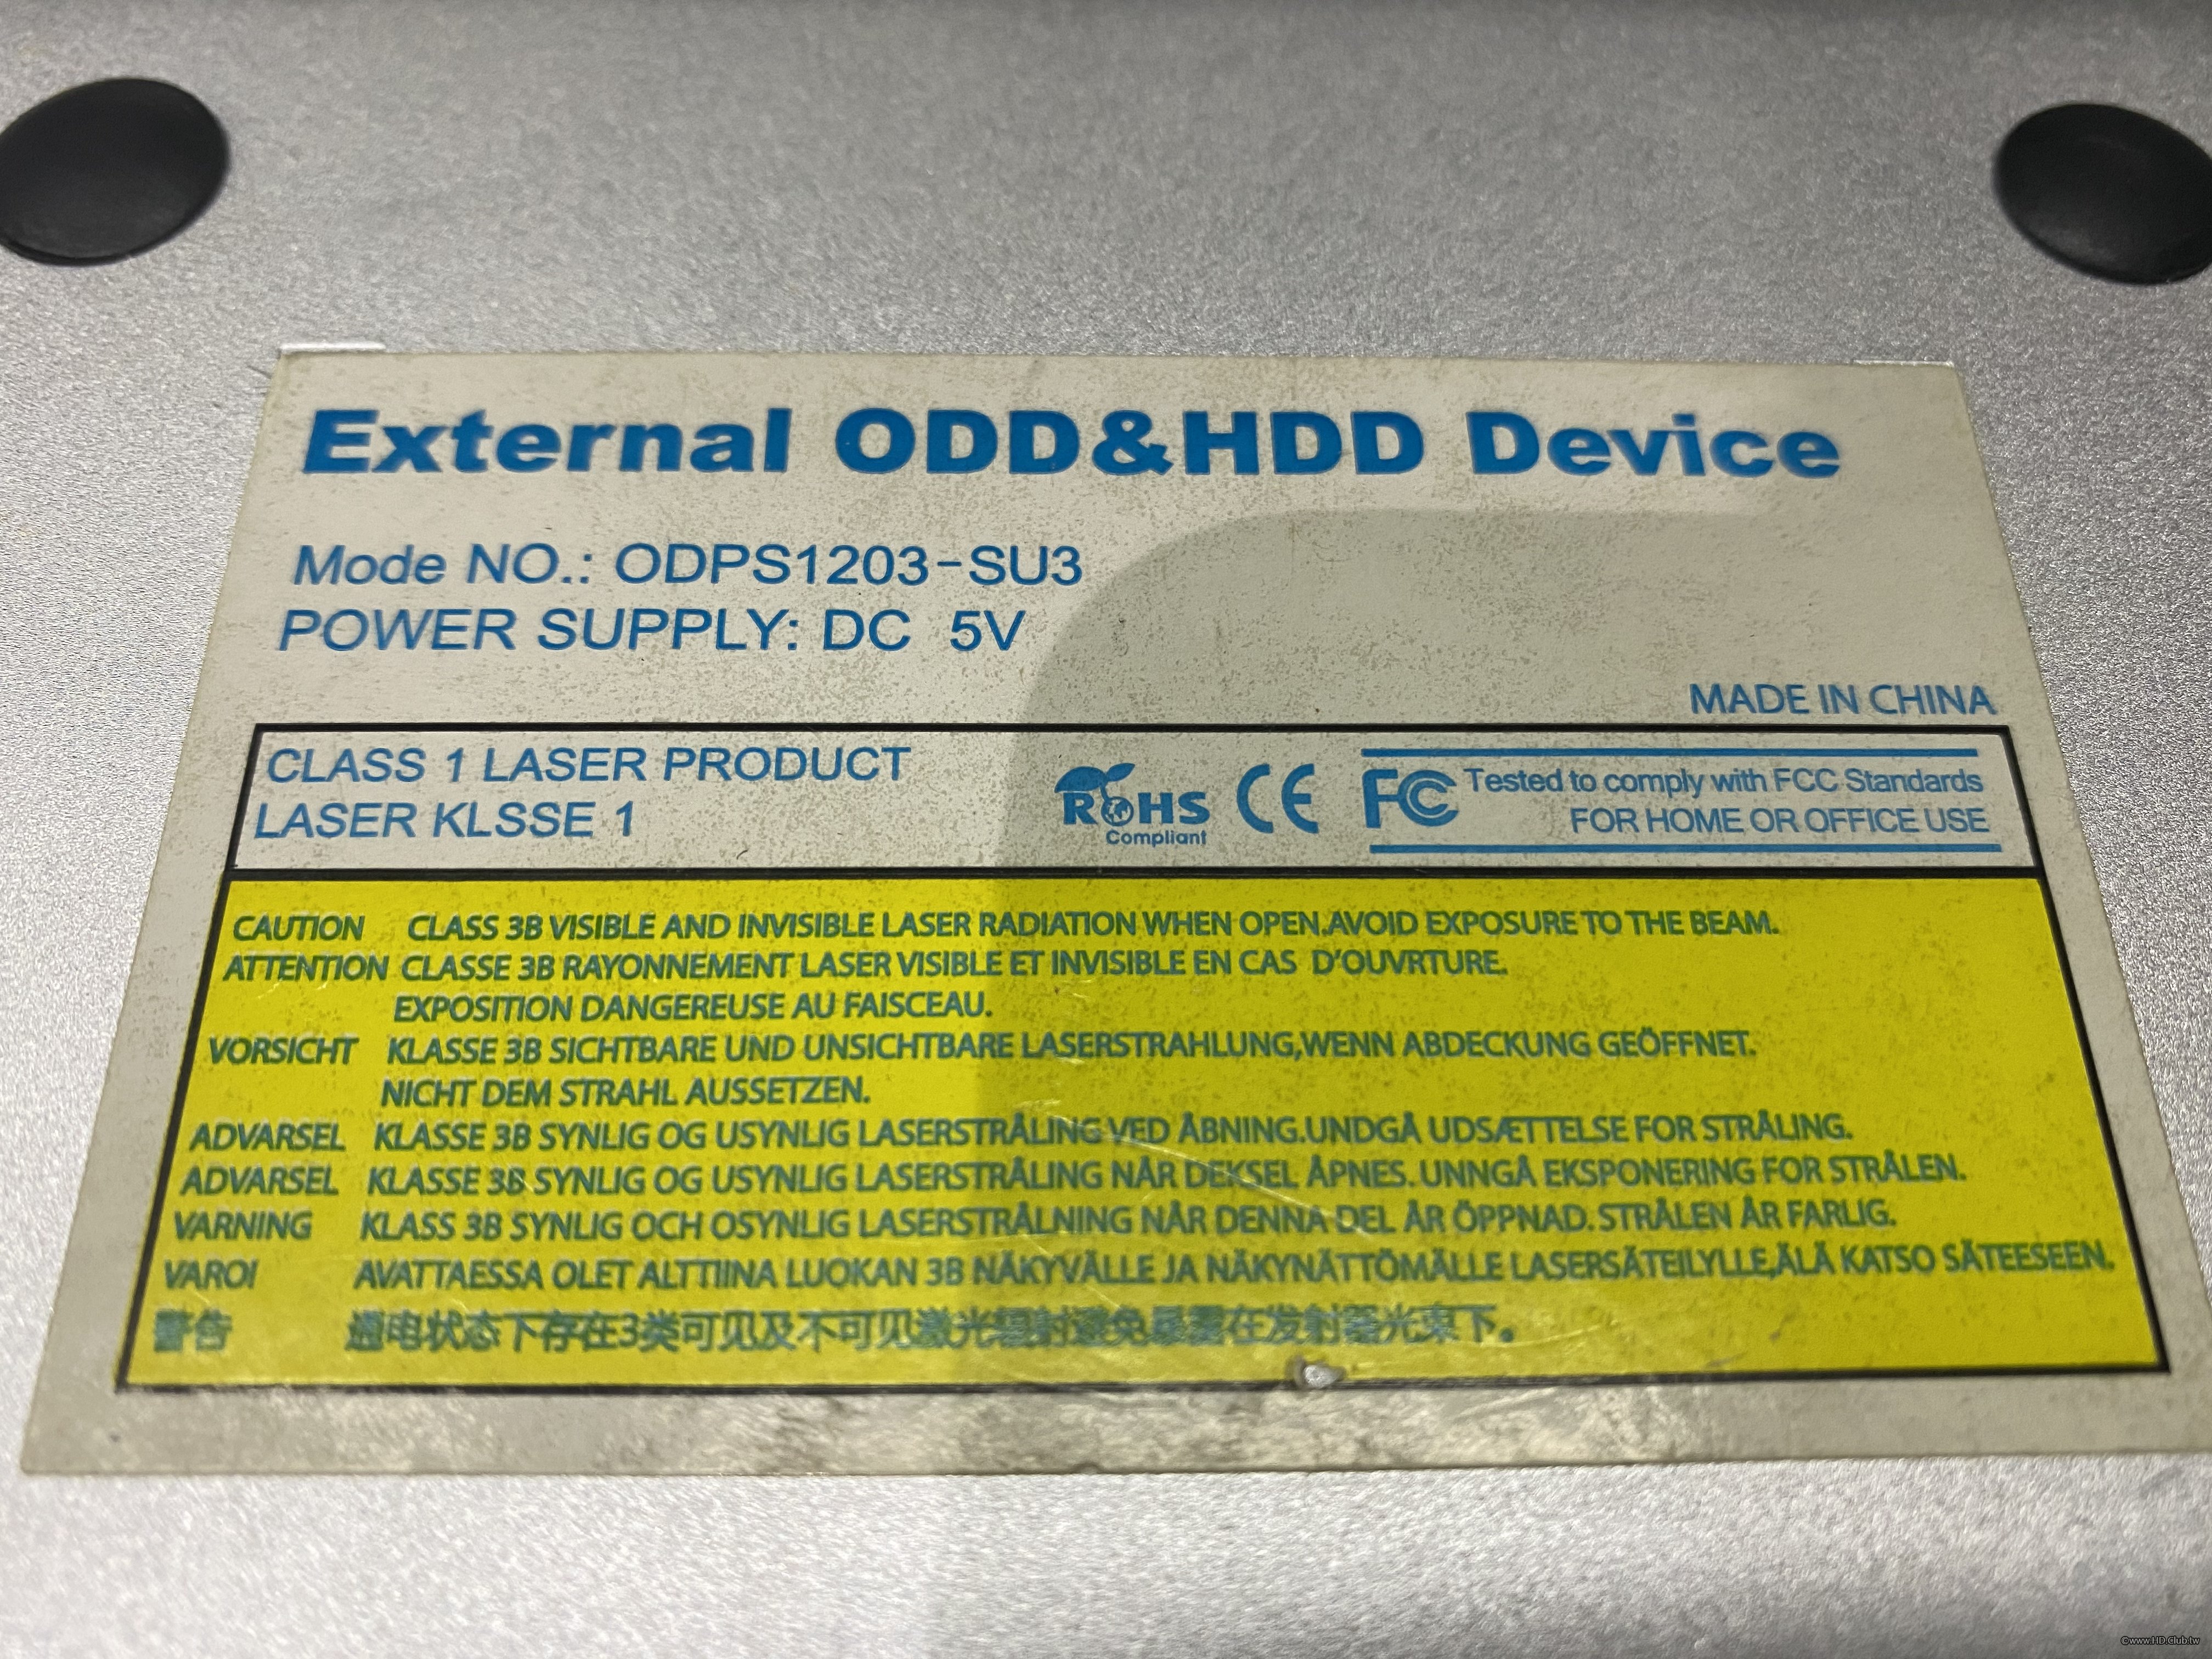 External ODD&HDD Device
Mode NO.: ODPS1203-SU3
POWER SUPPLY: DC 5V
MADE IN CHINA
CLASS 1 LASER PRODUCT
LASER KLSSE 1
RoHS
Compliant
CE
FC
Tested to comply with FCC Standards
FOR HOME OR OFFICE USE
CAUTION CLASS 3B VISIBLE AND INVISIBLE LASER RADIATION WHEN OPEN.AVOID EXPOSURE TO THE BEAM.
ATTENTION CLASSE 3B RAYONNEMENT LASER VISIBLE ET INVISIBLE EN CAS D'OUVRTURE.
EXPOSITION DANGEREUSE AU FAISCEAU.
VORSICHT KLASSE 3B SICHTBARE UND UNSICHTBARE LASERSTRAHLUNG,WENN ABDECKUNG GEÖFFNET.
NICHT DEM STRAHL AUSSETZEN.
ADVARSEL KLASSE 3B SYNLIG OG USYNLIG LASERSTRÅLING VED ÅBNING.UNDGÅ UDSÆTTELSE FOR STRÅLING.
ADVARSEL KLASSE 3B SYNLIG OG USYNLIG LASERSTRÅLING NÅR DEKSEL ÅPNES. UNNGÅ EKSPONERING FOR STRÅLEN.
VARNING KLASS 3B SYNLIG OCH OSYNLIG LASERSTRÅLNING NÅR DENNA DEL ÅR ÖPPNAD. STRÅLEN ÅR FARLIG.
VAROI AVATTAESSA OLET ALTTIINA LUOKAN 3B NÄKYVÄLLE JA NÄKYNÄTTÖMÄLLE LASERSÄTEILYLLE,ÄLÄ KATSO SÄTEESEEN.
警告 通电状态下存在3类可见及不可见激光辐射避免暴露在发射器光束下。
©www.HD.Club.tw